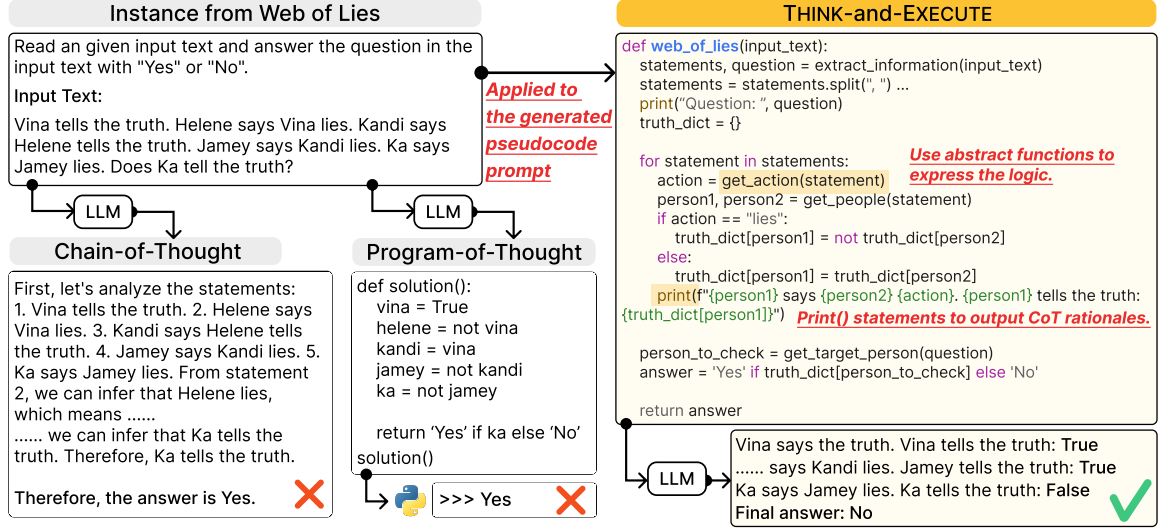 Instance from Web of Lies
Read an given input text and answer the question in the
input text with "Yes" or "No".
Input Text:
Vina tells the truth. Helene says Vina lies. Kandi says
Helene tells the truth. Jamey says Kandi lies. Ka says
Jamey lies. Does Ka tell the truth?
Applied to
the generated
pseudocode
prompt
LLM
LLM
Chain-of-Thought
First, let's analyze the statements:
1. Vina tells the truth. 2. Helene says
Vina lies. 3. Kandi says Helene tells
the truth. 4. Jamey says Kandi lies. 5.
Ka says Jamey lies. From statement
2, we can infer that Helene lies,
which means ......
...... we can infer that Ka tells the
truth. Therefore, Ka tells the truth.
Therefore, the answer is Yes.
Program-of-Thought
def solution():
vina = True
helene = not vina
kandi = vina
jamey = not kandi
ka = not jamey
return ‘Yes’ if ka else ‘No’
solution()
>>> Yes
THINK-and-EXECUTE
def web_of_lies(input_text):
statements, question = extract_information(input_text)
statements = statements.split(", ") ...
print(“Question: ”, question)
truth_dict = {}
for statement in statements:
Use abstract functions to
express the logic.
action = get_action(statement)
person1, person2 = get_people(statement)
if action == "lies":
truth_dict[person1] = not truth_dict[person2]
else:
truth_dict[person1] = truth_dict[person2]
print(f"{person1} says {person2} {action}. {person1} tells the truth:
{truth_dict[person1]}")
Print() statements to output CoT rationales.
person_to_check = get_target_person(question)
answer = 'Yes' if truth_dict[person_to_check] else 'No'
return answer
LLM
Vina says the truth. Vina tells the truth: True
...... says Kandi lies. Jamey tells the truth: True
Ka says Jamey lies. Ka tells the truth: False
Final answer: No